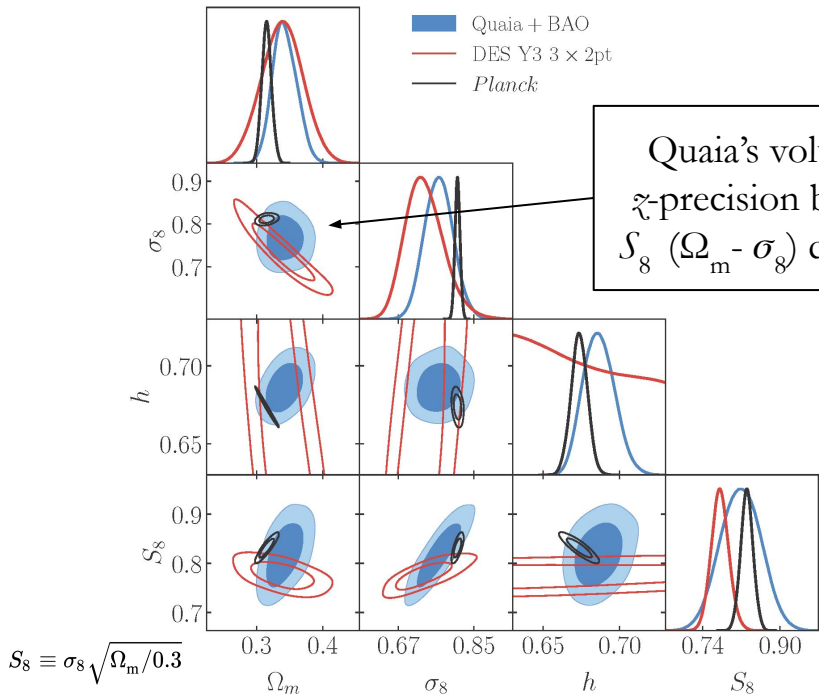 Quaia + BAO
DES Y3 3 × 2pt
Planck
Quaia's
z-precision
S₈ (Ωₘ- σ₈)
0.9
0.8
0.7
σ₈
0.70
0.65
h
0.9
0.8
0.7
S₈
0.3 0.4
0.67 0.85
0.65 0.70
0.74 0.90
S₈ ≡ σ₈√Ωₘ/0.3
Ωₘ
σ₈
h
S₈